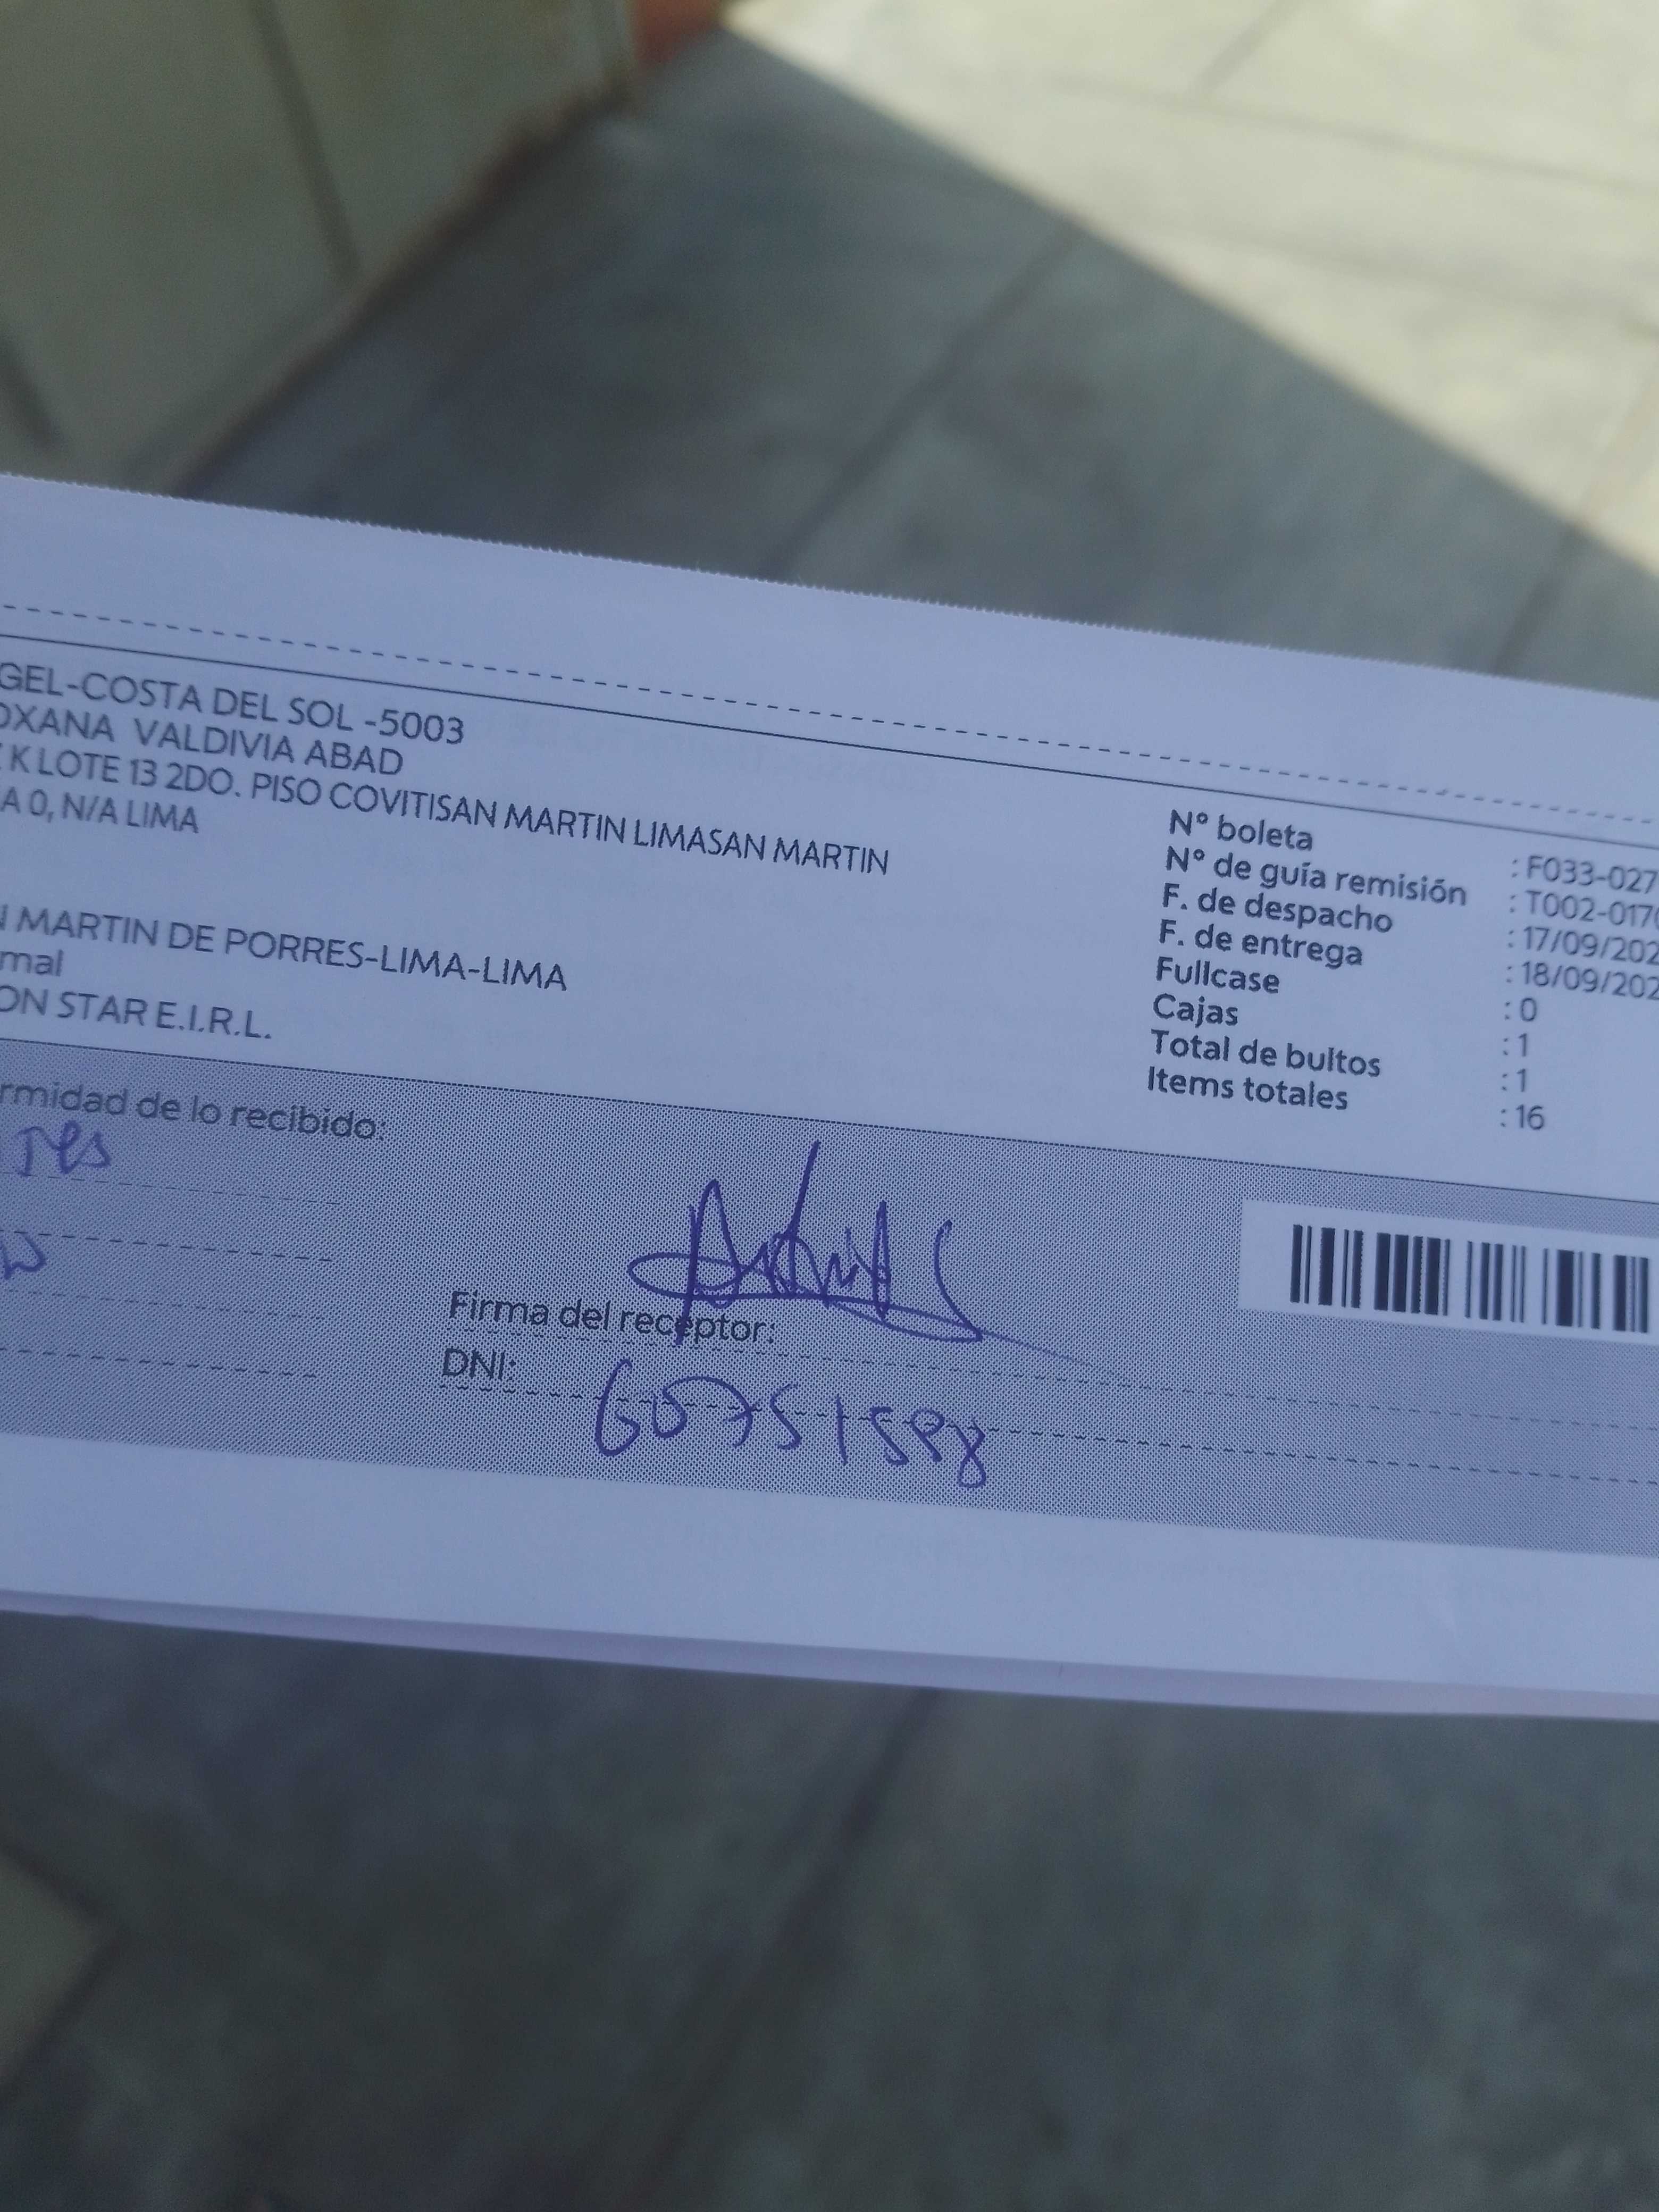 GEL-COSTA DEL SOL -5003
OXANA VALDIVIA ABAD
K LOTE 13 2DO. PISO COVITISAN MARTIN LIMASAN MARTIN
A 0, N/A LIMA
N MARTIN DE PORRES-LIMA-LIMA
mal
ON STAR E.I.R.L.
N° boleta : F033-027
N° de guía remisión : T002-0170
F. de despacho : 17/09/202
F. de entrega : 18/09/202
Fullcase : 0
Cajas : 1
Total de bultos : 1
Items totales : 16
rmidad de lo recibido:
Firma del receptor:
DNI: